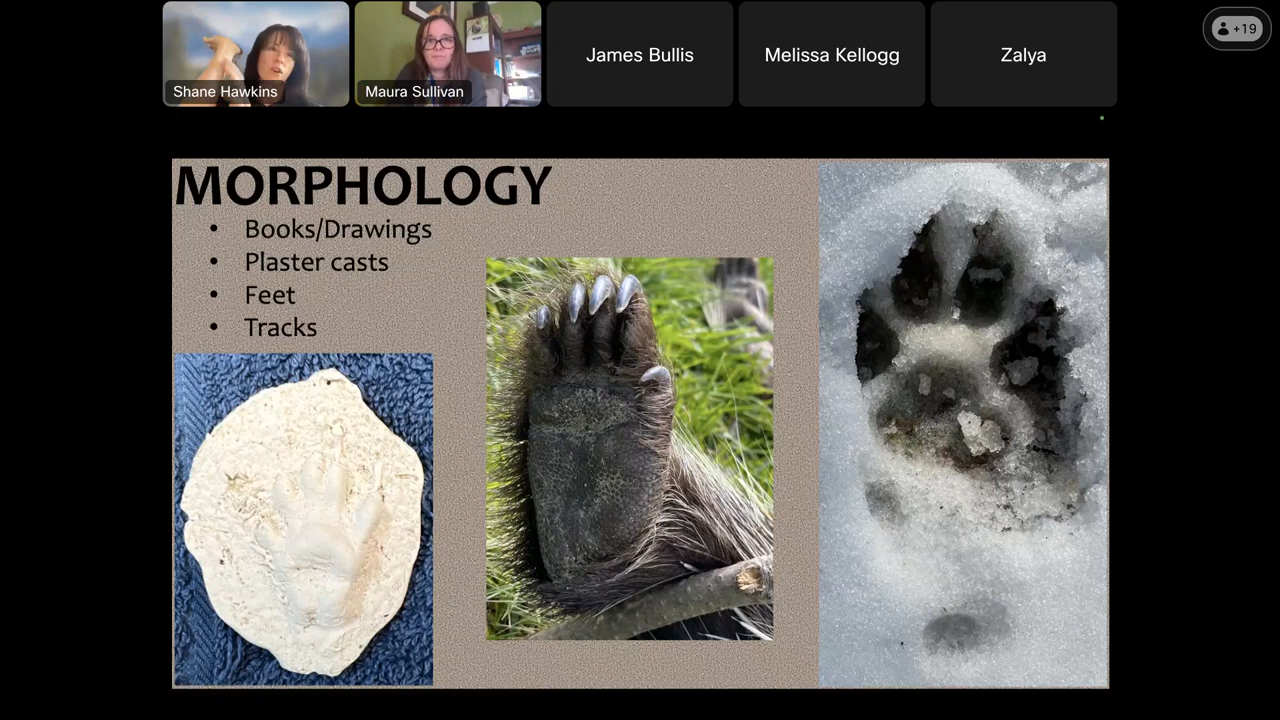 Shane Hawkins
Maura Sullivan
James Bullis
Melissa Kellogg
Zalya
+19
MORPHOLOGY
• Books/Drawings
• Plaster casts
• Feet
• Tracks